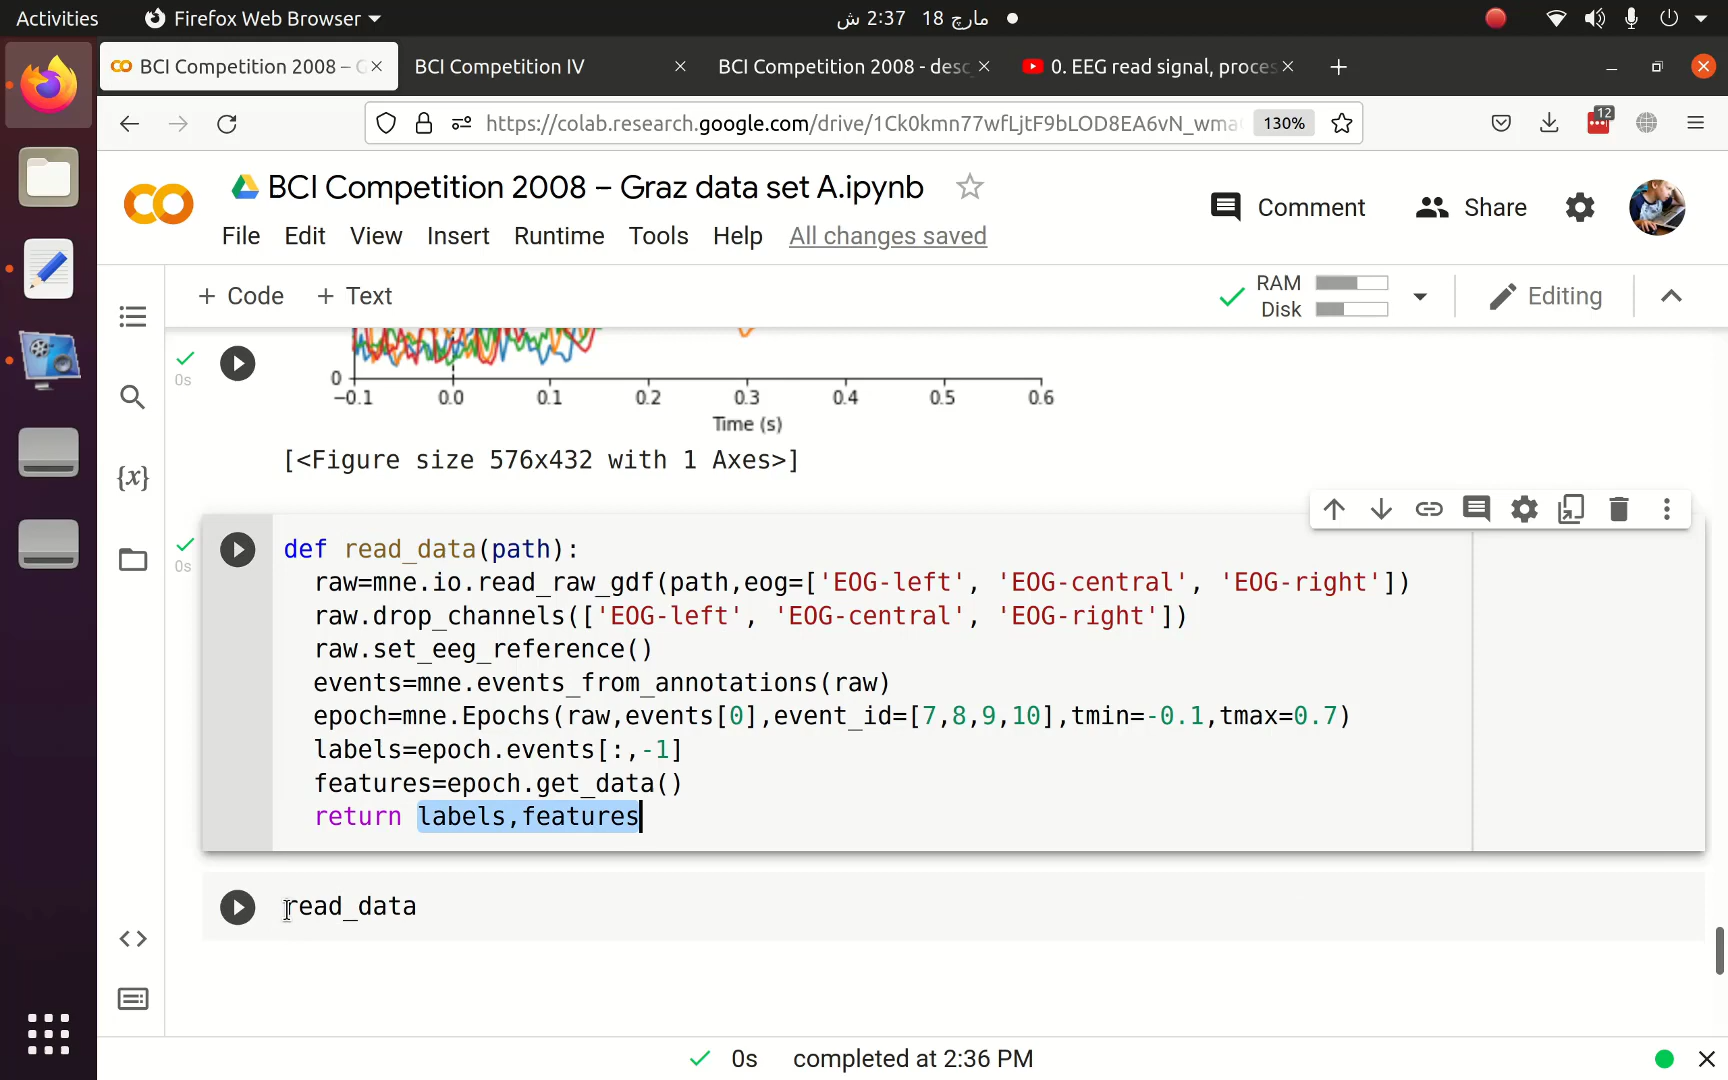 Activities
Firefox Web Browser
مارچ 18 2:37 ش
BCI Competition 2008 – G
BCI Competition IV
BCI Competition 2008 - desc
0. EEG read signal, proces
https://colab.research.google.com/drive/1Ck0kmn77wfLjtF9bLOD8EA6vN_wma
130%
12
BCI Competition 2008 – Graz data set A.ipynb
Comment
Share
File Edit View Insert Runtime Tools Help All changes saved
+ Code + Text
RAM
Disk
Editing
0s
0
−0.1 0.0 0.1 0.2 0.3 0.4 0.5 0.6
Time (s)
[<Figure size 576x432 with 1 Axes>]
{x}
0s
def read_data(path):
raw=mne.io.read_raw_gdf(path,eog=['EOG-left', 'EOG-central', 'EOG-right'])
raw.drop_channels(['EOG-left', 'EOG-central', 'EOG-right'])
raw.set_eeg_reference()
events=mne.events_from_annotations(raw)
epoch=mne.Epochs(raw,events[0],event_id=[7,8,9,10],tmin=-0.1,tmax=0.7)
labels=epoch.events[:,-1]
features=epoch.get_data()
return labels,features
read_data
0s completed at 2:36 PM